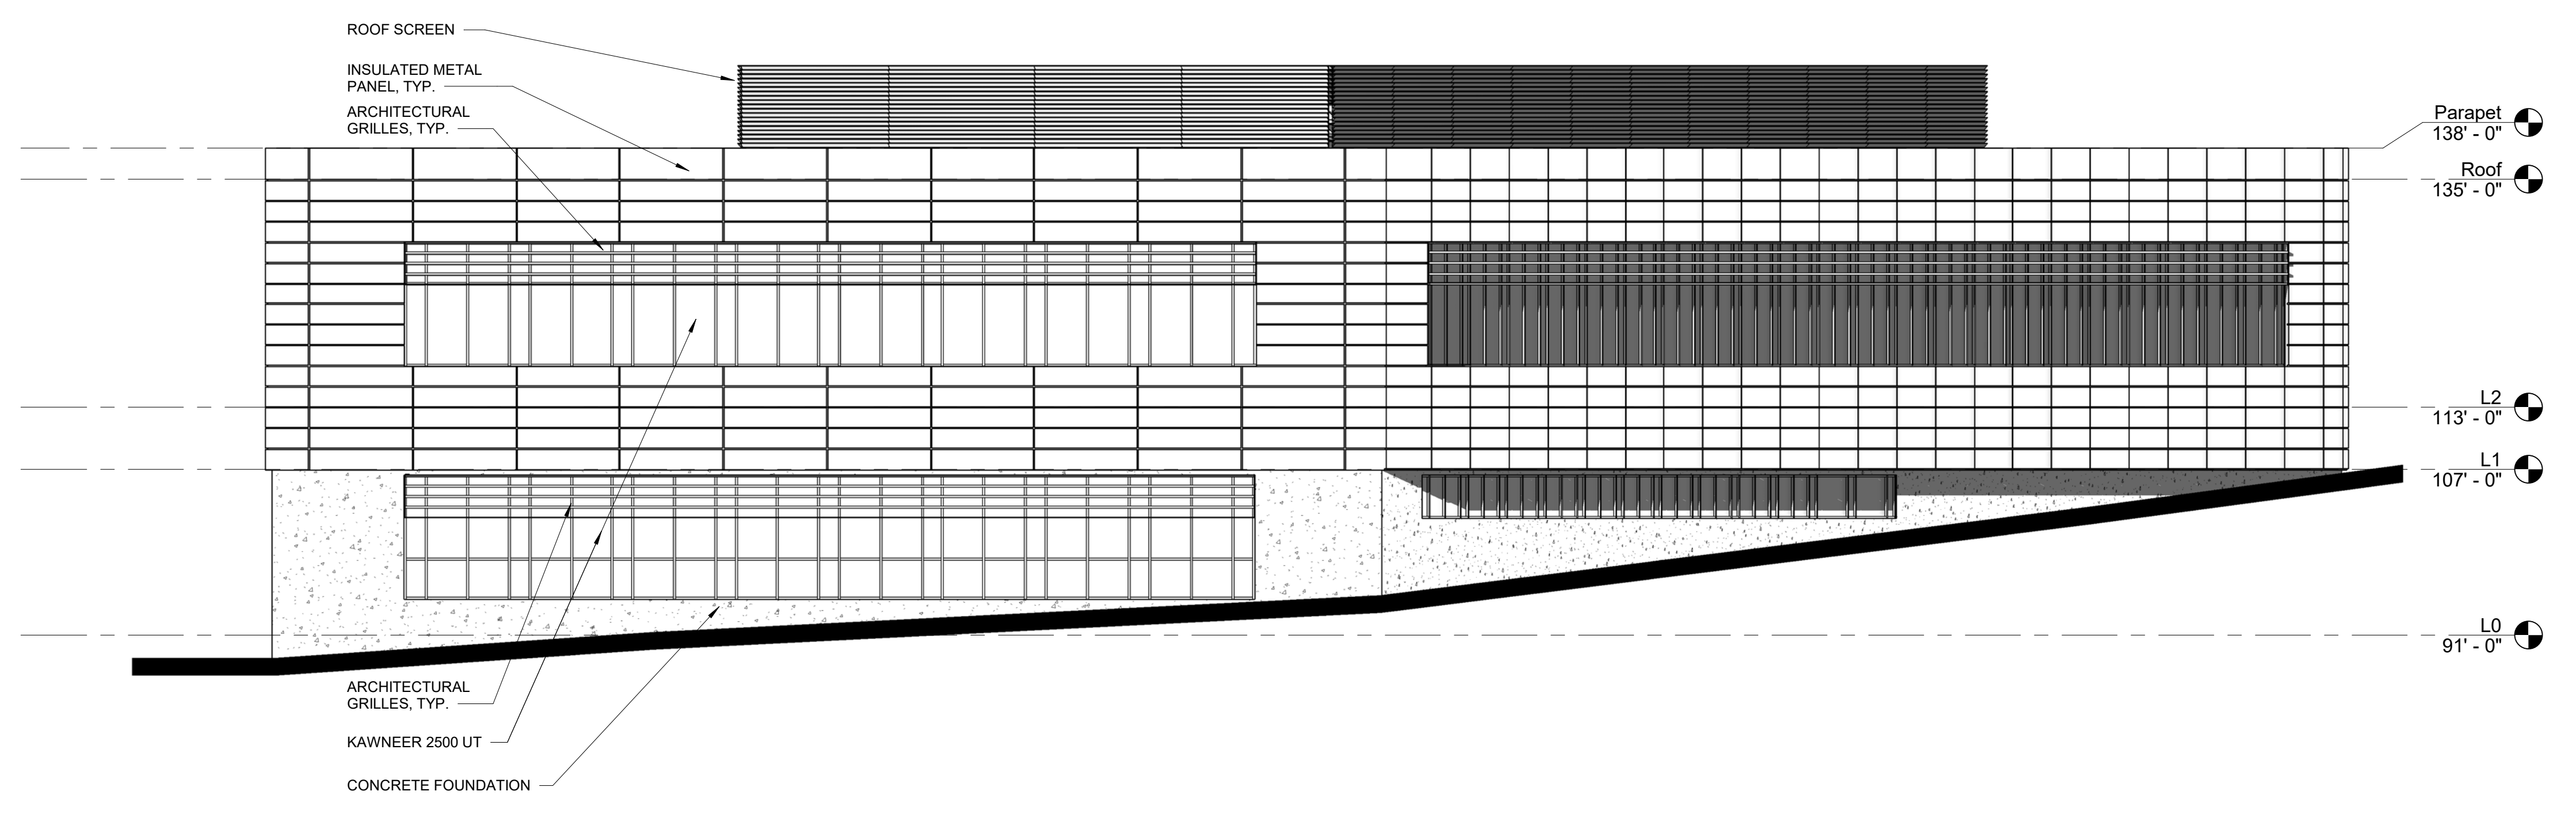 ROOF SCREEN
INSULATED METAL
PANEL, TYP.
ARCHITECTURAL
GRILLES, TYP.
Parapet
138' - 0"
Roof
135' - 0"
L2
113' - 0"
L1
107' - 0"
L0
91' - 0"
ARCHITECTURAL
GRILLES, TYP.
KAWNEER 2500 UT
CONCRETE FOUNDATION